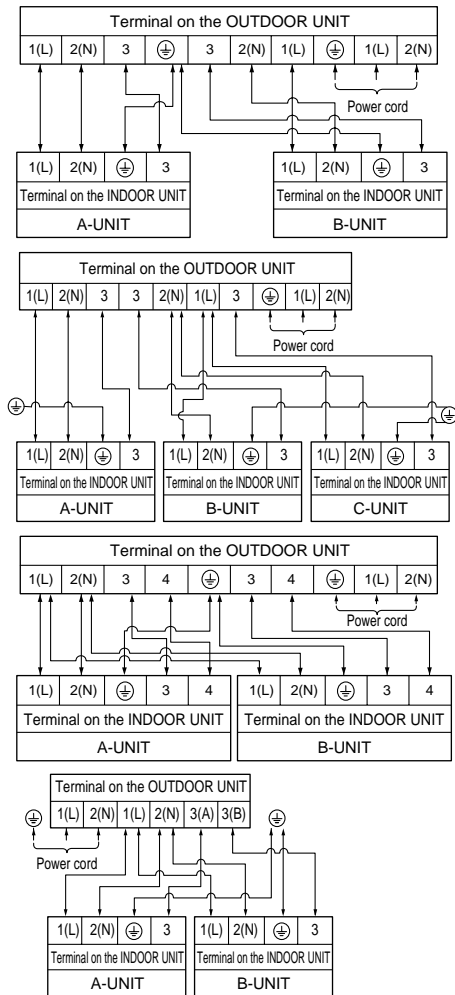 Terminal on the OUTDOOR UNIT
1(L) 2(N) 3 ⏚ 3 2(N) 1(L) ⏚ 1(L) 2(N)
Power cord
1(L) 2(N) ⏚ 3 1(L) 2(N) ⏚ 3
Terminal on the INDOOR UNIT Terminal on the INDOOR UNIT
A-UNIT B-UNIT
Terminal on the OUTDOOR UNIT
1(L) 2(N) 3 3 2(N) 1(L) 3 ⏚ 1(L) 2(N)
Power cord
⏚ ⏚
1(L) 2(N) ⏚ 3 1(L) 2(N) ⏚ 3 1(L) 2(N) ⏚ 3
Terminal on the INDOOR UNIT Terminal on the INDOOR UNIT Terminal on the INDOOR UNIT
A-UNIT B-UNIT C-UNIT
Terminal on the OUTDOOR UNIT
1(L) 2(N) 3 4 ⏚ 3 4 ⏚ 1(L) 2(N)
Power cord
1(L) 2(N) ⏚ 3 4 1(L) 2(N) ⏚ 3 4
Terminal on the INDOOR UNIT Terminal on the INDOOR UNIT
A-UNIT B-UNIT
Terminal on the OUTDOOR UNIT
⏚ 1(L) 2(N) 1(L) 2(N) 3(A) 3(B) ⏚
Power cord
1(L) 2(N) ⏚ 3 1(L) 2(N) ⏚ 3
Terminal on the INDOOR UNIT Terminal on the INDOOR UNIT
A-UNIT B-UNIT